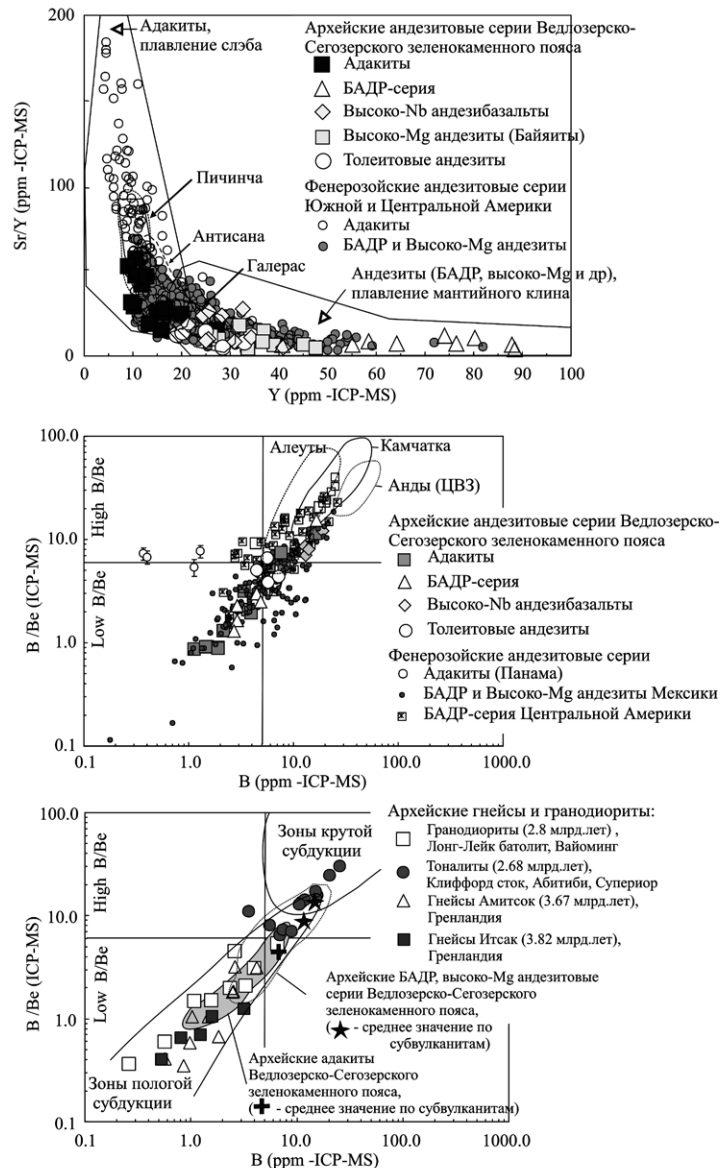 200
100
0
Sr/Y (ppm -ICP-MS)
Адакиты,
плавление слэба
Пичинча
Антисана
Галерас
Архейские андезитовые серии Ведлозерско-
Сегозерского зеленокаменного пояса
Адакиты
БАДР-серия
Высоко-Nb андезибазальты
Высоко-Mg андезиты (Байяиты)
Толеитовые андезиты
Фенерозойские андезитовые серии
Южной и Центральной Америки
Адакиты
БАДР и Высоко-Mg андезиты
Андезиты (БАДР, высоко-Mg и др),
плавление мантийного клина
0 10 20 30 40 50 60 70 80 90 100
Y (ppm -ICP-MS)
100.0
10.0
1.0
0.1
B /Be (ICP-MS)
High B/Be
Low B/Be
Алеуты
Камчатка
Анды (ЦВЗ)
Архейские андезитовые серии Ведлозерско-
Сегозерского зеленокаменного пояса
Адакиты
БАДР-серия
Высоко-Nb андезибазальты
Толеитовые андезиты
Фенерозойские андезитовые серии
Адакиты (Панама)
БАДР и Высоко-Mg андезиты Мексики
БАДР-серия Центральной Америки
0.1 1.0 10.0 100.0 1000.0
B (ppm -ICP-MS)
100.0
10.0
1.0
0.1
B /Be (ICP-MS)
High B/Be
Low B/Be
Зоны крутой
субдукции
Архейские гнейсы и гранодиориты:
Гранодиориты (2.8 млрд.лет) ,
Лонг-Лейк батолит, Вайоминг
Тоналиты (2.68 млрд.лет),
Клиффорд сток, Абитиби, Супериор
Гнейсы Амитсок (3.67 млрд.лет),
Гренландия
Гнейсы Итсак (3.82 млрд.лет),
Гренландия
Архейские БАДР, высоко-Mg андезитовые
серии Ведлозерско-Сегозерского
зеленокаменного пояса,
(★ - среднее значение по
субвулканитам)
Архейские адакиты
Ведлозерско-Сегозерского
зеленокаменного пояса,
(✚ - среднее значение по субвулканитам)
Зоны пологой
субдукции
0.1 1.0 10.0 100.0 1000.0
B (ppm -ICP-MS)